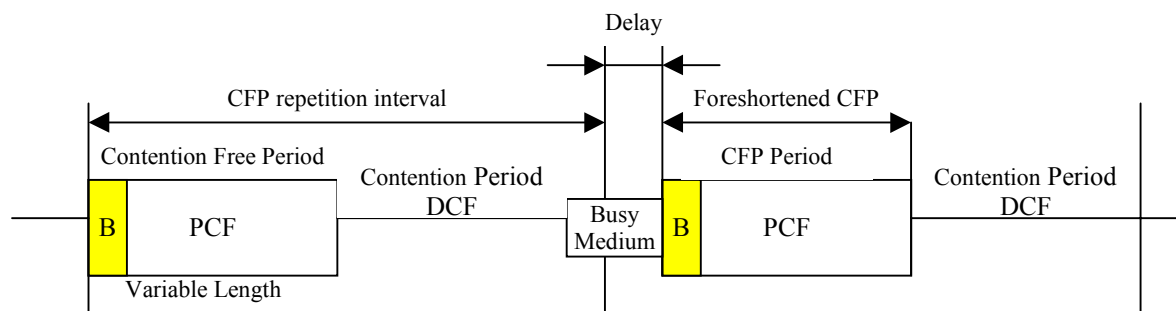 Delay
CFP repetition interval
Foreshortened CFP
Contention Free Period
CFP Period
Contention Period
DCF
Contention Period
DCF
B
PCF
Busy
Medium
B
PCF
Variable Length